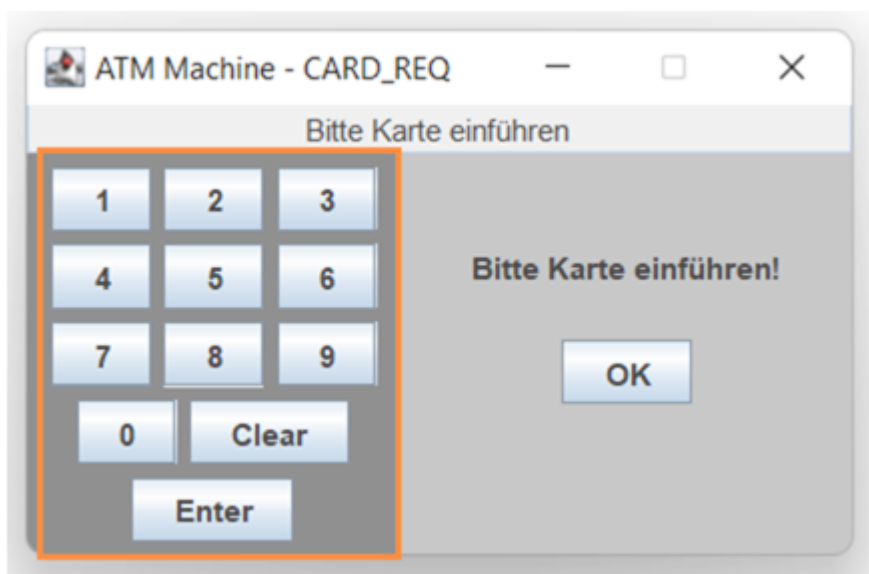 ATM Machine - CARD_REQ
Bitte Karte einführen
1 2 3
4 5 6
7 8 9
0 Clear
Enter
Bitte Karte einführen!
OK